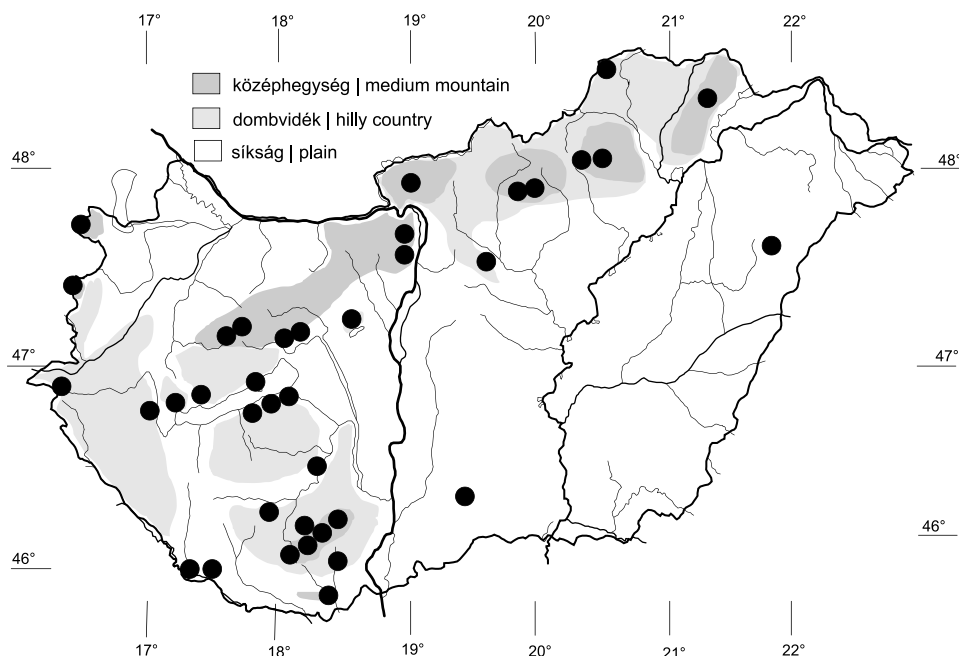 17° 18° 19° 20° 21° 22°
középhegység | medium mountain
dombvidék | hilly country
síkság | plain
48° 48°
47° 47°
46° 46°
17° 18° 19° 20° 21° 22°